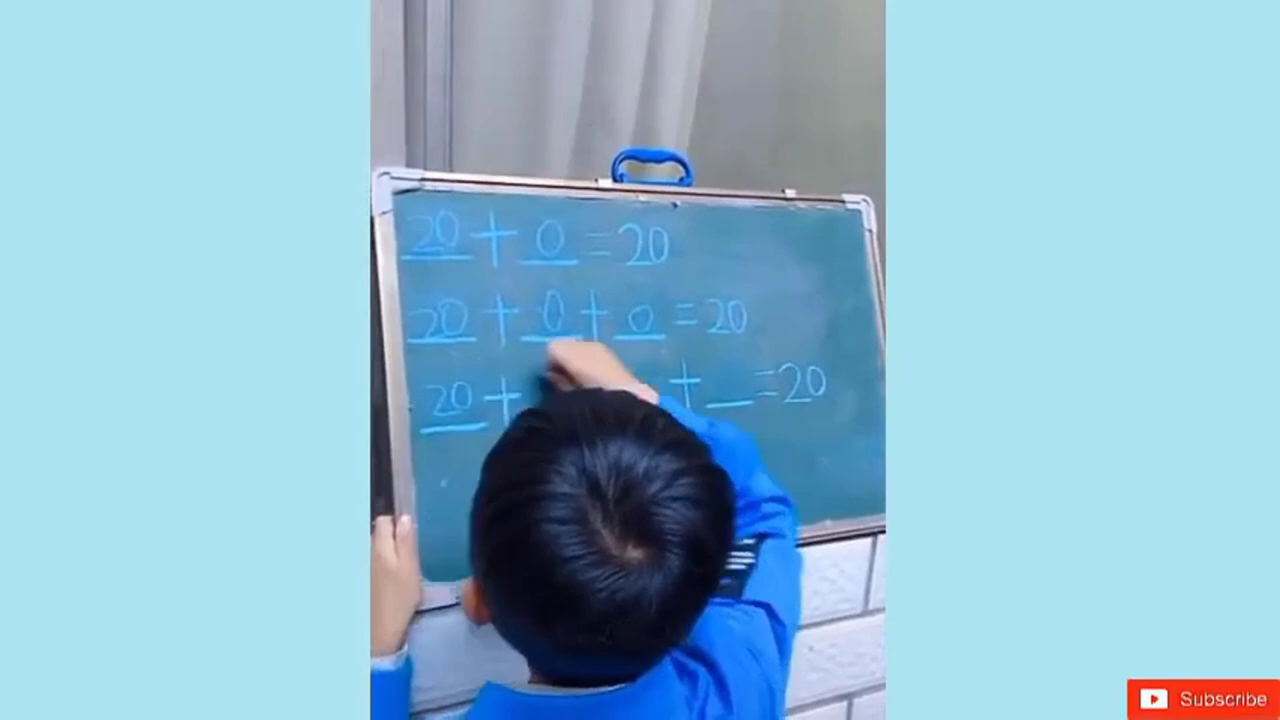 20 + 0 = 20
20 + 0 + 0 = 20
20 + + _ = 20
Subscribe